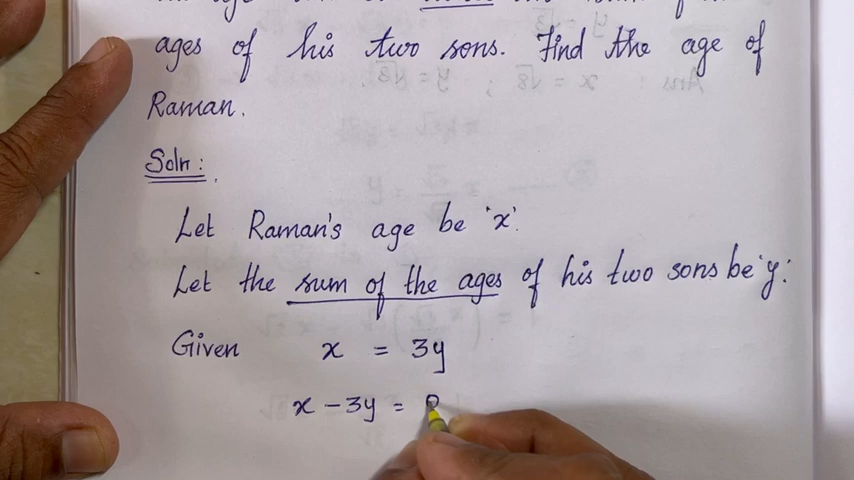 ages of his two sons. Find the age of
Raman.
Soln:
Let Raman's age be 'x'.
Let the sum of the ages of his two sons be 'y'.
Given x = 3y
x - 3y = 0